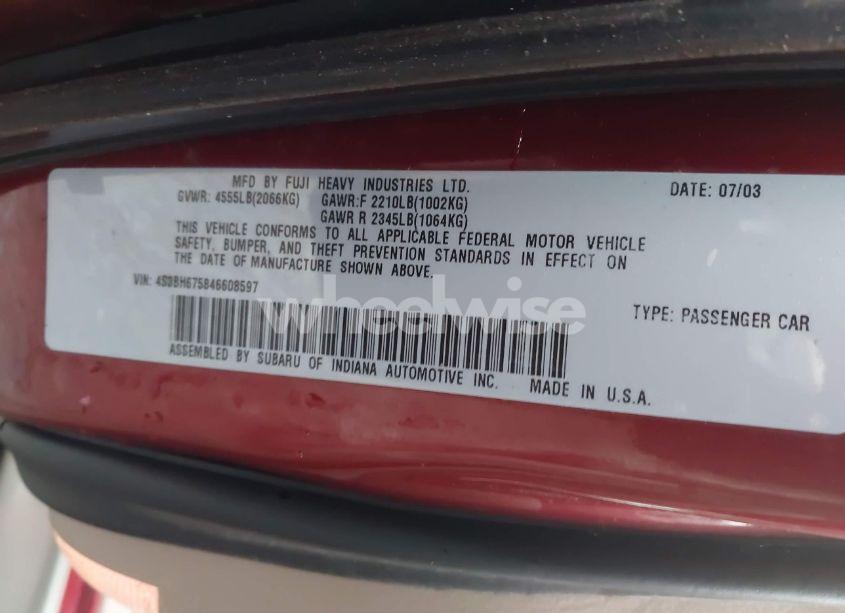 MFD BY FUJI HEAVY INDUSTRIES LTD.
DATE: 07/03
GVWR: 4555LB(2066KG)
GAWR:F 2210LB(1002KG)
GAWR R 2345LB(1064KG)
THIS VEHICLE CONFORMS TO ALL APPLICABLE FEDERAL MOTOR VEHICLE
SAFETY, BUMPER, AND THEFT PREVENTION STANDARDS IN EFFECT ON
THE DATE OF MANUFACTURE SHOWN ABOVE.
VIN: 4S3BH675846608597
TYPE: PASSENGER CAR
wheelwise
ASSEMBLED BY SUBARU OF INDIANA AUTOMOTIVE INC.
MADE IN U.S.A.